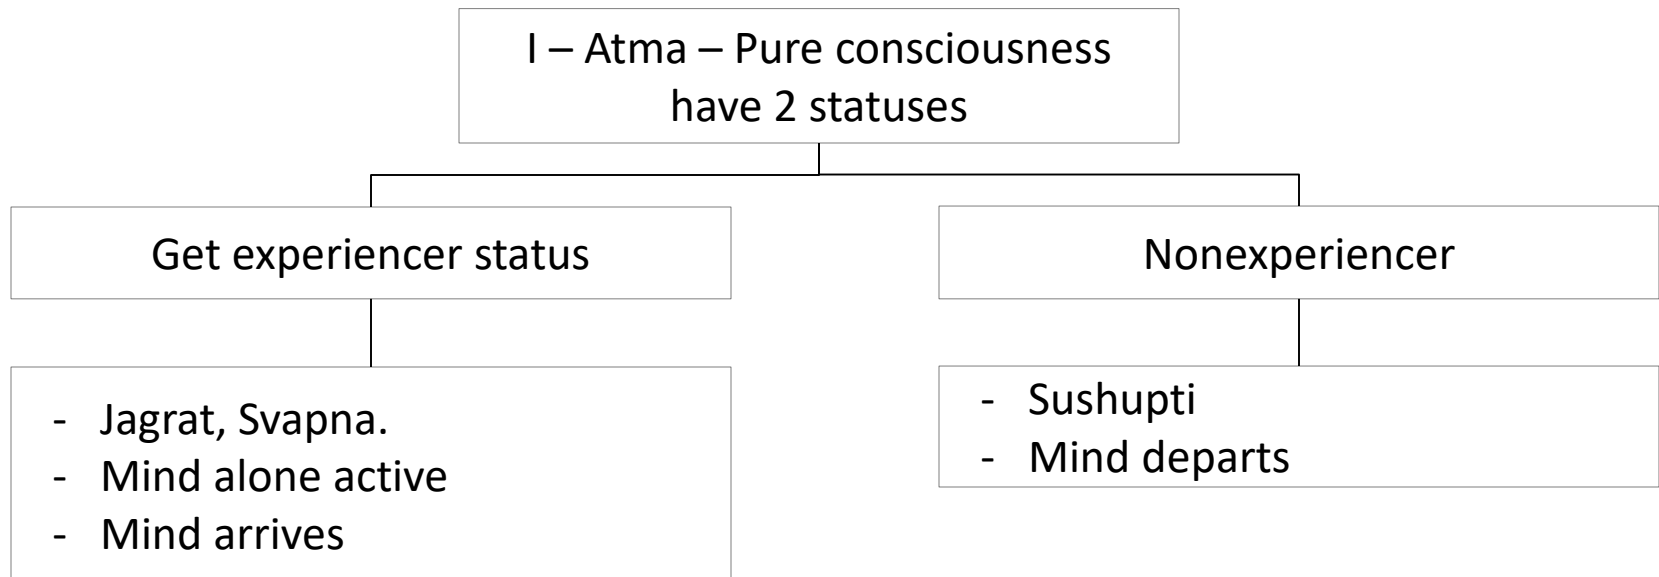 I – Atma – Pure consciousness
have 2 statuses
Get experiencer status
Nonexperiencer
- Jagrat, Svapna.
- Mind alone active
- Mind arrives
- Sushupti
- Mind departs